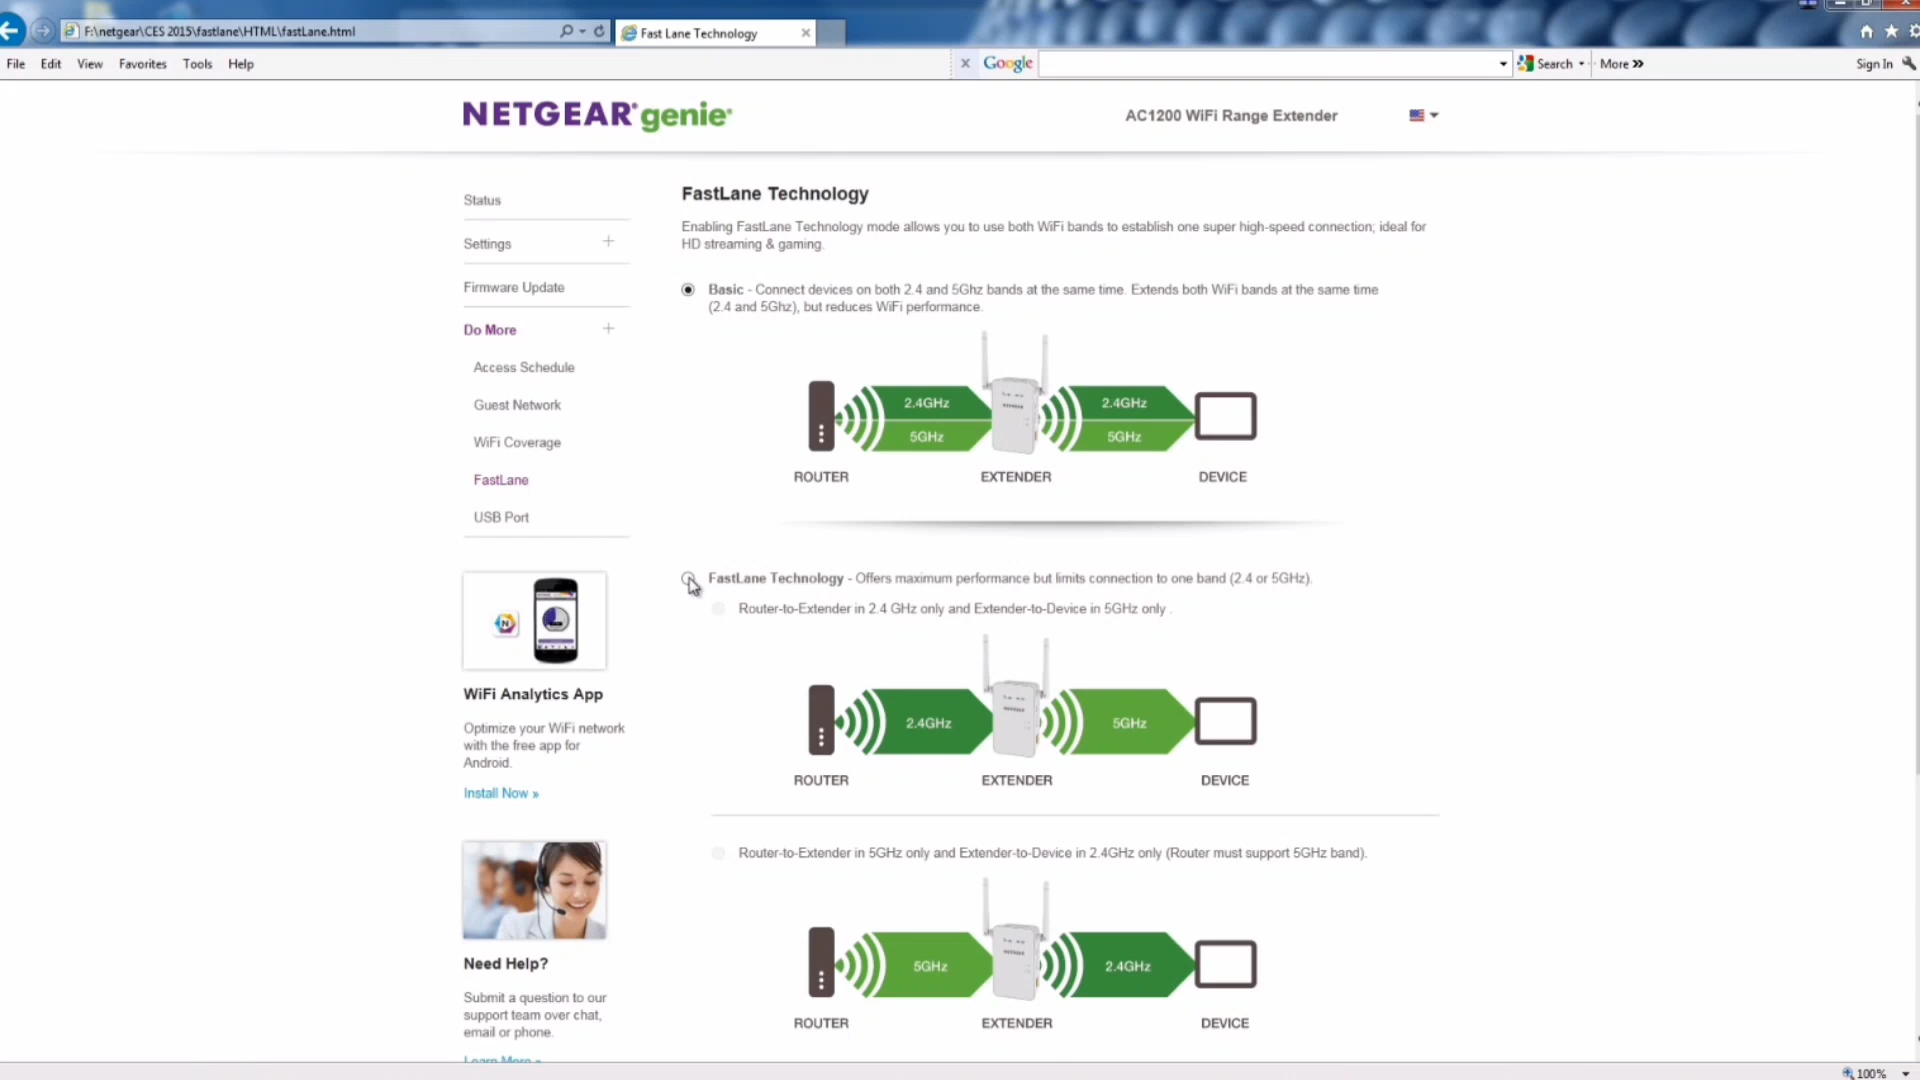 F:\netgear\CES 2015\fastlane\HTML\fastLane.html
Fast Lane Technology
File Edit View Favorites Tools Help
Google
Search
More »
Sign In
NETGEAR® genie®
AC1200 WiFi Range Extender
Status
Settings
Firmware Update
Do More
Access Schedule
Guest Network
WiFi Coverage
FastLane
USB Port
WiFi Analytics App
Optimize your WiFi network
with the free app for
Android.
Install Now »
Need Help?
Submit a question to our
support team over chat,
email or phone.
Learn More »
FastLane Technology
Enabling FastLane Technology mode allows you to use both WiFi bands to establish one super high-speed connection; ideal for
HD streaming & gaming.
Basic - Connect devices on both 2.4 and 5Ghz bands at the same time. Extends both WiFi bands at the same time
(2.4 and 5Ghz), but reduces WiFi performance.
2.4GHz 2.4GHz
5GHz 5GHz
ROUTER EXTENDER DEVICE
FastLane Technology - Offers maximum performance but limits connection to one band (2.4 or 5GHz).
Router-to-Extender in 2.4 GHz only and Extender-to-Device in 5GHz only .
2.4GHz 5GHz
ROUTER EXTENDER DEVICE
Router-to-Extender in 5GHz only and Extender-to-Device in 2.4GHz only (Router must support 5GHz band).
5GHz 2.4GHz
ROUTER EXTENDER DEVICE
100%